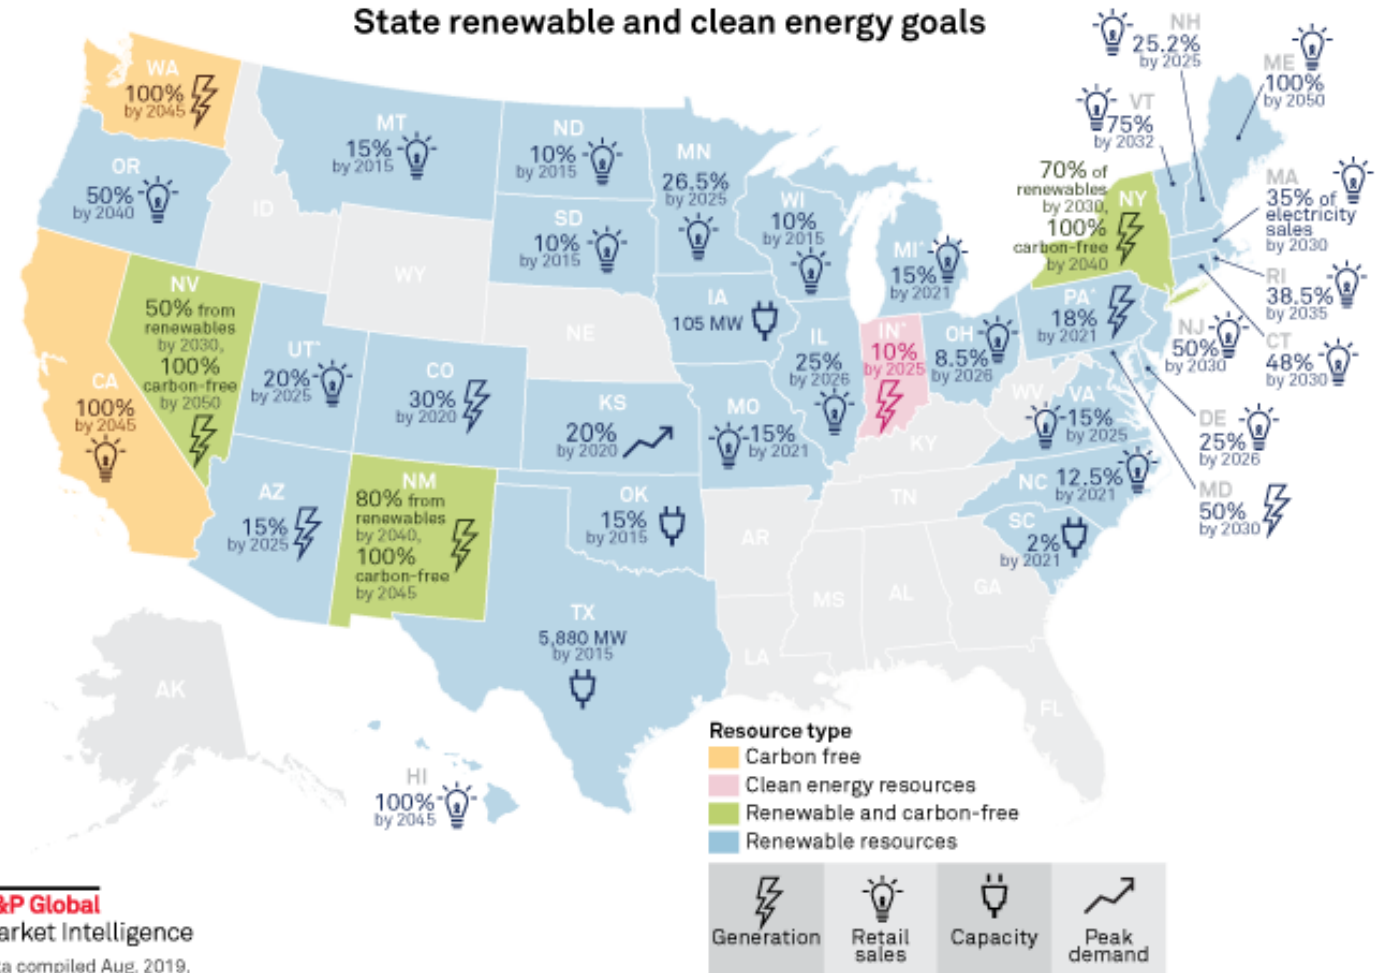 State renewable and clean energy goals
WA
100%
by 2045
OR
50%
by 2040
CA
100%
by 2045
NV
50% from
renewables
by 2030,
100%
carbon-free
by 2050
ID
MT
15%
by 2015
WY
UT*
20%
by 2025
CO
30%
by 2020
AZ
15%
by 2025
NM
80% from
renewables
by 2040,
100%
carbon-free
by 2045
ND
10%
by 2015
SD
10%
by 2015
NE
KS
20%
by 2020
OK
15%
by 2015
TX
5,880 MW
by 2015
MN
26.5%
by 2025
IA
105 MW
MO
15%
by 2021
AR
LA
WI
10%
by 2015
IL
25%
by 2026
MI*
15%
by 2021
IN*
10%
by 2025
OH
8.5%
by 2026
KY
TN
MS
AL
GA
FL
WV
VA*
15%
by 2025
NC
12.5%
by 2021
SC
2%
by 2021
PA*
18%
by 2021
70% of
renewables
by 2030,
100%
carbon-free
by 2040
NY
VT
75%
by 2032
NH
25.2%
by 2025
ME
100%
by 2050
MA
35% of
electricity
sales
by 2030
RI
38.5%
by 2035
CT
48%
by 2030
NJ
50%
by 2030
DE
25%
by 2026
MD
50%
by 2030
AK
HI
100%
by 2045
Resource type
Carbon free
Clean energy resources
Renewable and carbon-free
Renewable resources
Generation
Retail
sales
Capacity
Peak
demand
&P Global
arket Intelligence
ta compiled Aug. 2019.